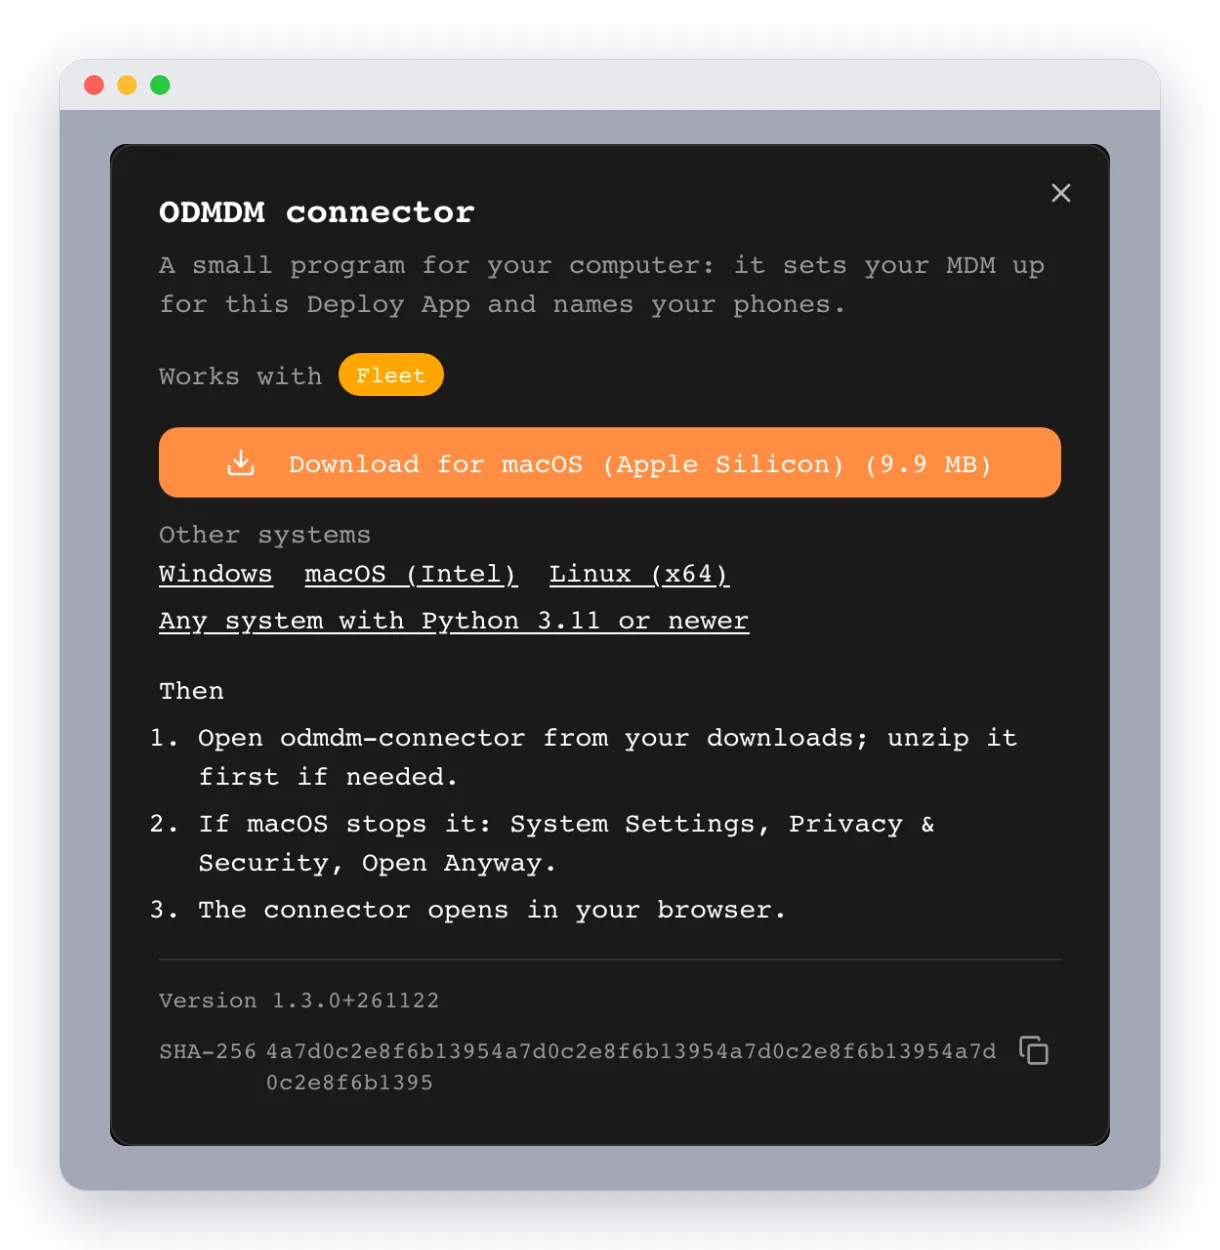 ODMDM connector
A small program for your computer: it sets your MDM up
for this Deploy App and names your phones.
Works with Fleet
Download for macOS (Apple Silicon) (9.9 MB)
Other systems
Windows macOS (Intel) Linux (x64)
Any system with Python 3.11 or newer
Then
1. Open odmdm-connector from your downloads; unzip it
first if needed.
2. If macOS stops it: System Settings, Privacy &
Security, Open Anyway.
3. The connector opens in your browser.
Version 1.3.0+261122
SHA-256 4a7d0c2e8f6b13954a7d0c2e8f6b13954a7d0c2e8f6b13954a7d
0c2e8f6b1395